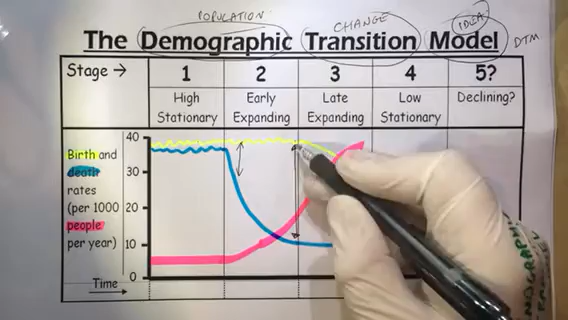 POPULATION CHANGE IDEA
The Demographic Transition Model DTM
Stage → 1 2 3 4 5?
High Stationary Early Expanding Late Expanding Low Stationary Declining?
Birth and
death
rates
(per 1000
people
per year)
40
30
20
10
0
Time